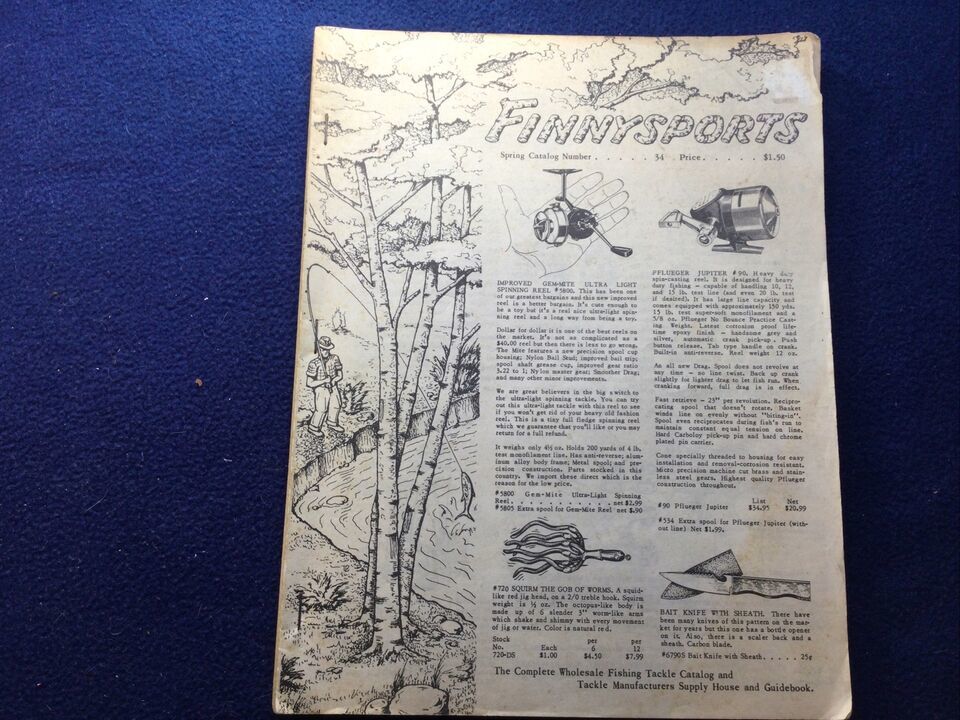 FINNYSPORTS
Spring Catalog Number . . . . . . 34 Price. . . . . . $1.50
IMPROVED GEM-MITE ULTRA LIGHT
SPINNING REEL #5800. This has been one
of our greatest bargains and this new improved
reel is a better bargain. It's cute enough to
be a toy but it's a real nice ultra-light spin-
ning reel and a long way from being a toy.
Dollar for dollar it is one of the best reels on
the market. It's not as complicated as a
$40.00 reel but then there is less to go wrong.
The Mite features a new precision spool cup
housing; Nylon Bail Stud; improved bail trip;
spool shaft grease cup, improved gear ratio
3.22 to 1; Nylon master gear; Smoother Drag;
and many other minor improvements.
We are great believers in the big switch to
the ultra-light spinning tackle. You can try
out this ultra-light tackle with this reel to see
if you won't get rid of your heavy old fashion
reel. This is a tiny full fledge spinning reel
which we guarantee that you'll like or you may
return for a full refund.
It weighs only 4½ oz. Holds 200 yards of 4 lb.
test monofilament line. Has anti-reverse; alum-
inum alloy body frame; Metal spool; and pre-
cision construction. Parts stocked in this
country. We import these direct which is the
reason for the low price.
#5800 Gem-Mite Ultra-Light Spinning
Reel. . . . . . . . . . . . . net $2.99
#5805 Extra spool for Gem-Mite Reel net $.90
#720 SQUIRM THE GOB OF WORMS. A squid-
like red jig head, on a 2/0 treble hook. Squirm
weight is ½ oz. The octopus-like body is
made up of 6 slender 3" worm-like arms
which shake and shimmy with every movement
of jig or water. Color is natural red.
Stock per per
No. Each 6 12
720-DS $1.00 $4.50 $7.99
PFLUEGER JUPITER #90. Heavy duty
spin-casting reel. It is designed for heavy
duty fishing - capable of handling 10, 12,
and 15 lb. test line (and even 20 lb. test
if desired). It has large line capacity and
comes equipped with approximately 150 yds.
15 lb. test super-soft monofilament and a
5/8 oz. Pflueger No Bounce Practice Cast-
ing Weight. Latest corrosion proof life-
time epoxy finish - handsome grey and
silver, automatic crank pick-up. Push
button release. Tab type handle on crank.
Built-in anti-reverse. Reel weight 12 oz.
An all new Drag. Spool does not revolve at
any time - no line twist. Back up crank
slightly for lighter drag to let fish run. When
cranking forward, full drag is in effect.
Fast retrieve - 23" per revolution. Recipro-
cating spool that doesn't rotate. Basket
winds line on evenly without "biting-in".
Spool even reciprocates during fish's run to
maintain constant equal tension on line.
Hard Carboloy pick-up pin and hard chrome
plated pin carrier.
Cone specially threaded to housing for easy
installation and removal-corrosion resistant.
Micro precision machine cut brass and stain-
less steel gears. Highest quality Pflueger
construction throughout.
List Net
#90 Pflueger Jupiter $34.95 $20.99
#534 Extra spool for Pflueger Jupiter (with-
out line) Net $1.99.
BAIT KNIFE WITH SHEATH. There have
been many knives of this pattern on the mar-
ket for years but this one has a bottle opener
on it. Also, there is a scaler back and a
sheath. Carbon blade.
#6790S Bait Knife with Sheath. . . . . 25¢
The Complete Wholesale Fishing Tackle Catalog and
Tackle Manufacturers Supply House and Guidebook.